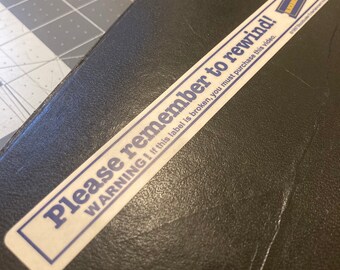 Please remember to rewind!
WARNING! If this label is broken, you must purchase this video.